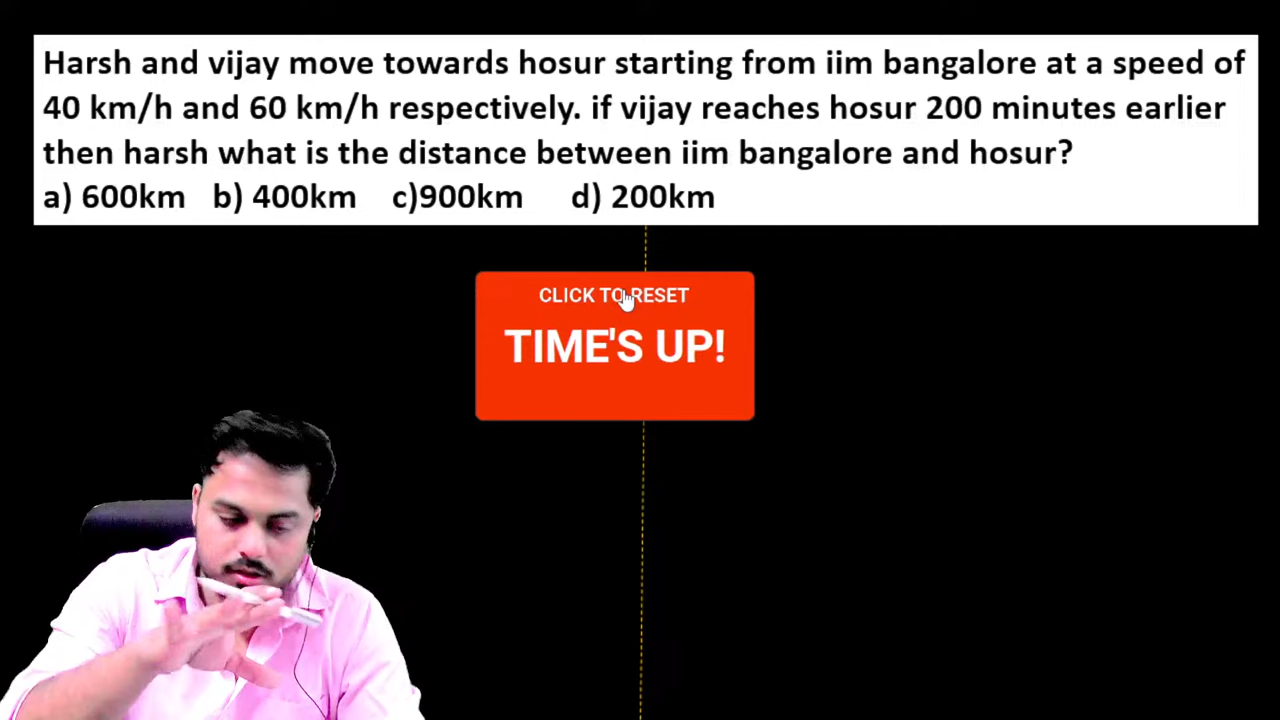 Harsh and vijay move towards hosur starting from iim bangalore at a speed of
40 km/h and 60 km/h respectively. if vijay reaches hosur 200 minutes earlier
then harsh what is the distance between iim bangalore and hosur?
a) 600km b) 400km c)900km d) 200km
CLICK TO RESET
TIME'S UP!